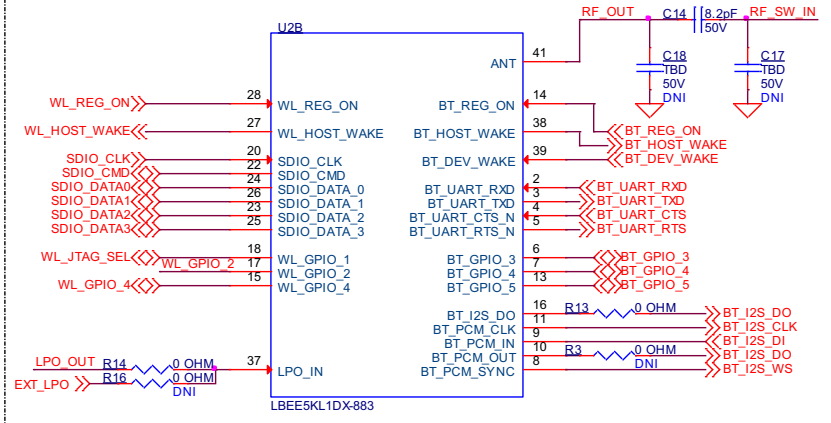 RF_OUT C14 8.2pF RF_SW_IN
50V
U2B
41
ANT
C18 C17
TBD TBD
50V 50V
DNI DNI
WL_REG_ON 28 WL_REG_ON BT_REG_ON 14
WL_HOST_WAKE 27 WL_HOST_WAKE BT_HOST_WAKE 38 BT_REG_ON
BT_HOST_WAKE
SDIO_CLK 20 SDIO_CLK BT_DEV_WAKE 39 BT_DEV_WAKE
SDIO_CMD 22 SDIO_CMD
SDIO_DATA0 24 SDIO_DATA_0 BT_UART_RXD 2 BT_UART_RXD
SDIO_DATA1 26 SDIO_DATA_1 BT_UART_TXD 3 BT_UART_TXD
SDIO_DATA2 23 SDIO_DATA_2 BT_UART_CTS_N 4 BT_UART_CTS
SDIO_DATA3 25 SDIO_DATA_3 BT_UART_RTS_N 5 BT_UART_RTS
WL_JTAG_SEL 18 WL_GPIO_1 BT_GPIO_3 6 BT_GPIO_3
WL_GPIO_2 17 WL_GPIO_2 BT_GPIO_4 7 BT_GPIO_4
WL_GPIO_4 15 WL_GPIO_4 BT_GPIO_5 13 BT_GPIO_5
BT_I2S_DO 16 R13 0 OHM BT_I2S_DO
BT_PCM_CLK 11 BT_I2S_CLK
BT_PCM_IN 9 BT_I2S_DI
BT_PCM_OUT 10 R3 0 OHM BT_I2S_DO
DNI
BT_PCM_SYNC 8 BT_I2S_WS
LPO_OUT R14 0 OHM 37 LPO_IN
EXT_LPO R16 0 OHM
DNI
LBEE5KL1DX-883